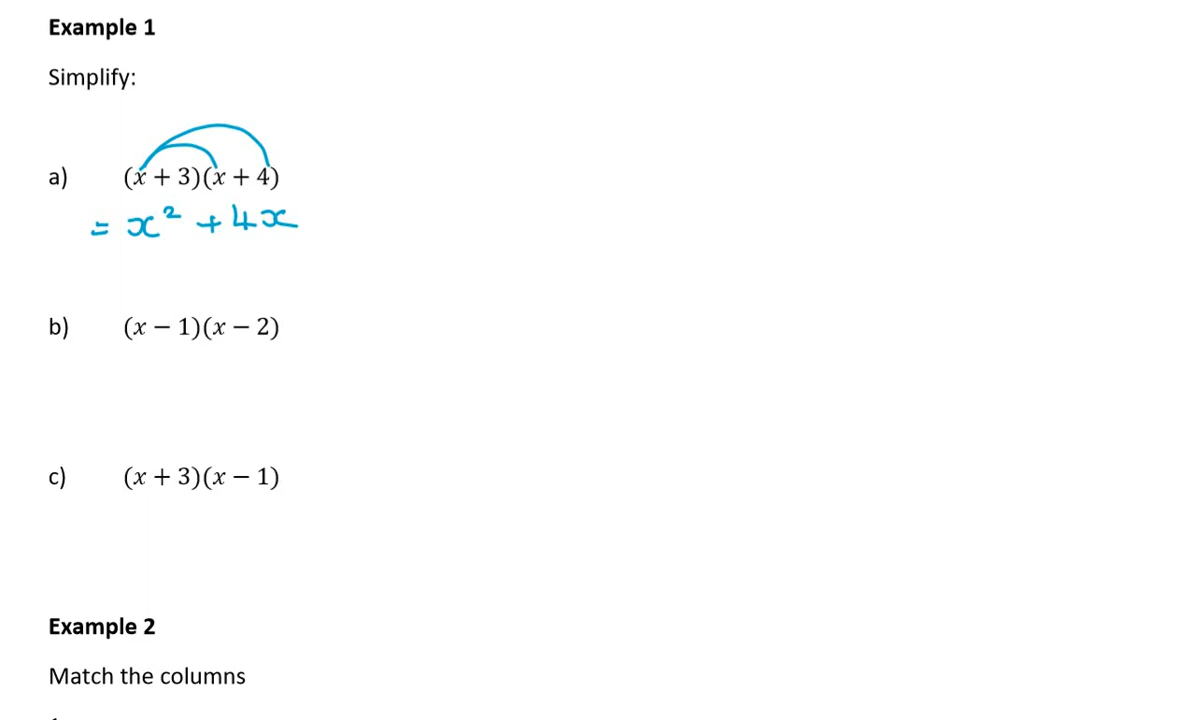 Example 1
Simplify:
a) (x + 3)(x + 4)
= x² + 4x
b) (x − 1)(x − 2)
c) (x + 3)(x − 1)
Example 2
Match the columns